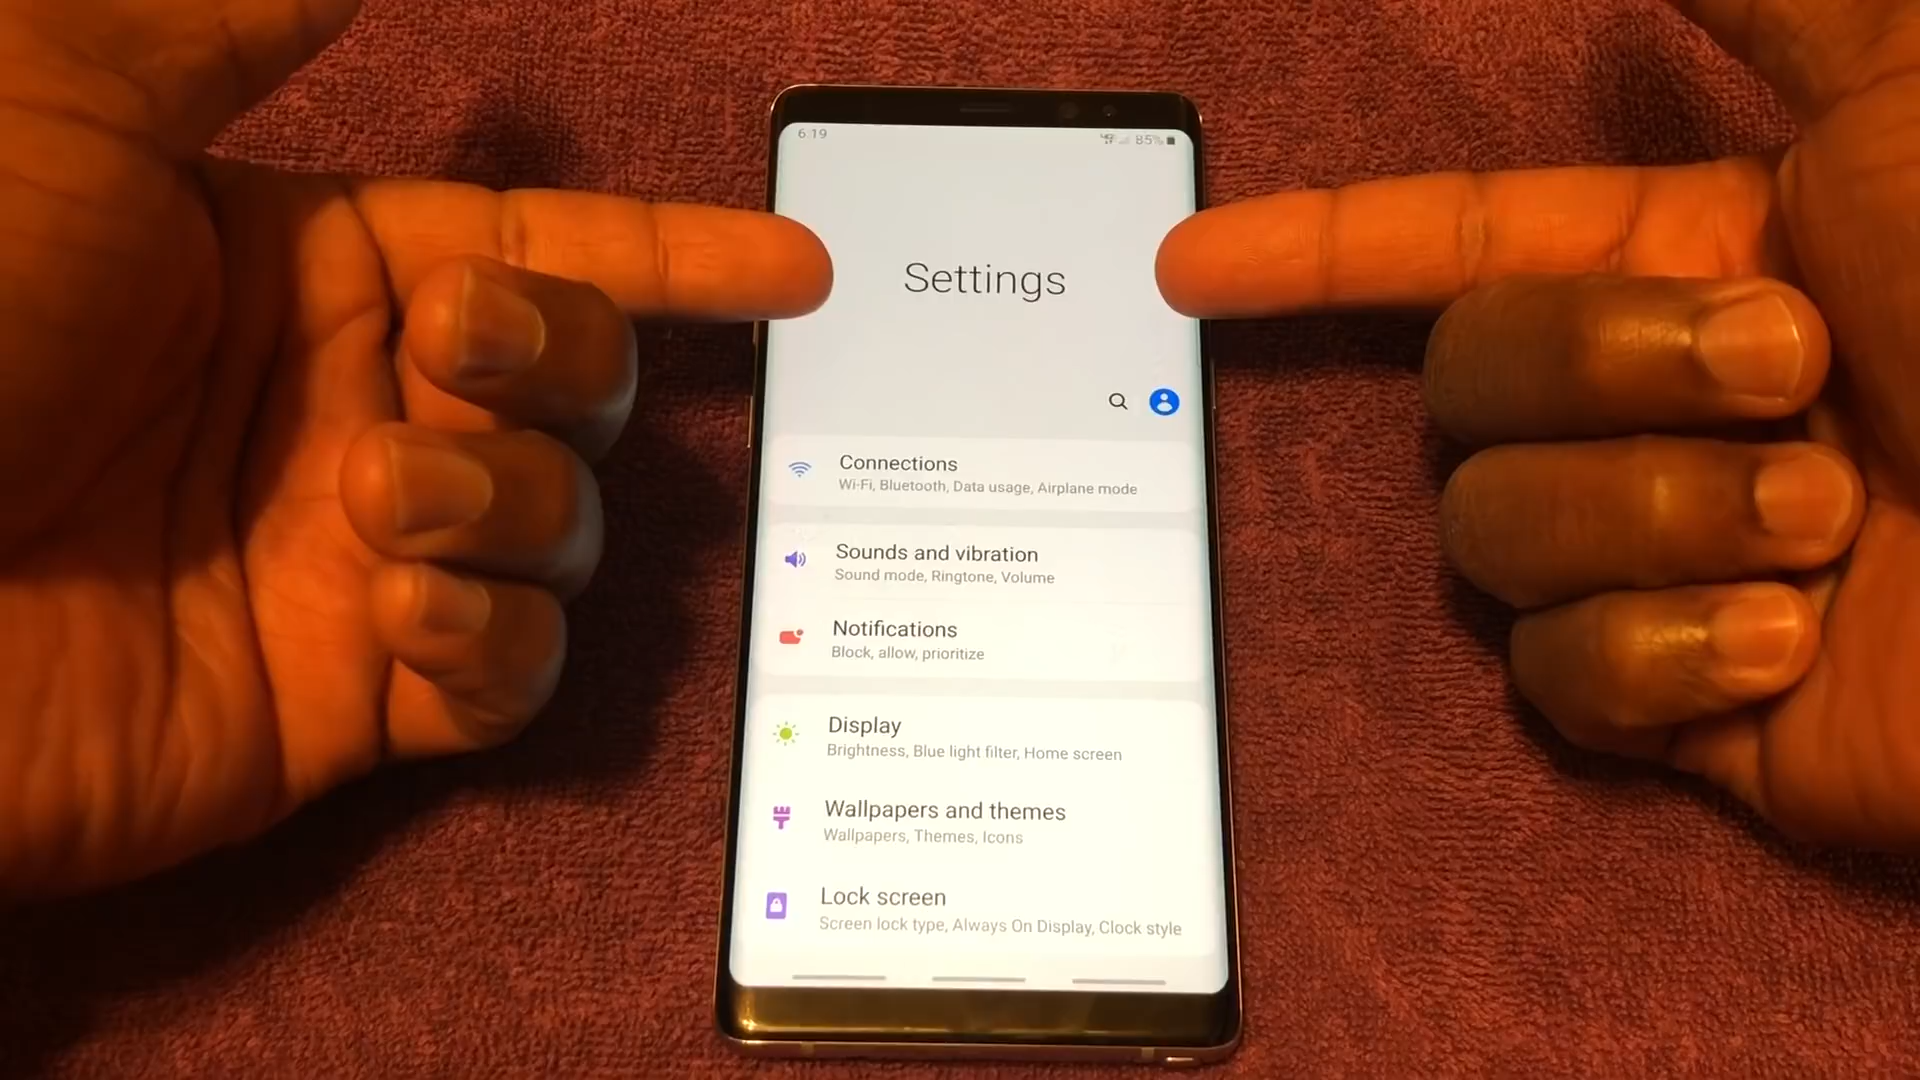 6:19
85%
Settings
Connections
Wi-Fi, Bluetooth, Data usage, Airplane mode
Sounds and vibration
Sound mode, Ringtone, Volume
Notifications
Block, allow, prioritize
Display
Brightness, Blue light filter, Home screen
Wallpapers and themes
Wallpapers, Themes, Icons
Lock screen
Screen lock type, Always On Display, Clock style